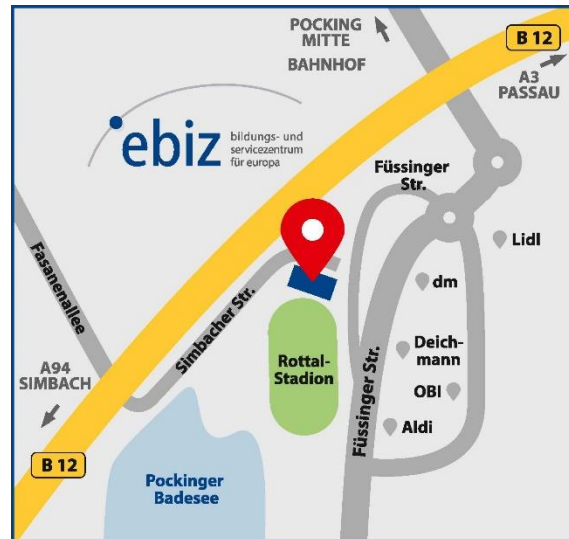 POCKING
MITTE
BAHNHOF
B 12
A3
PASSAU
ebiz
bildungs- und
servicezentrum
für europa
Füssinger
Str.
Lidl
dm
Fasanenallee
Simbacher Str.
Deich-
mann
Rottal-
Stadion
Füssinger Str.
OBI
A94
SIMBACH
Aldi
B 12
Pockinger
Badesee